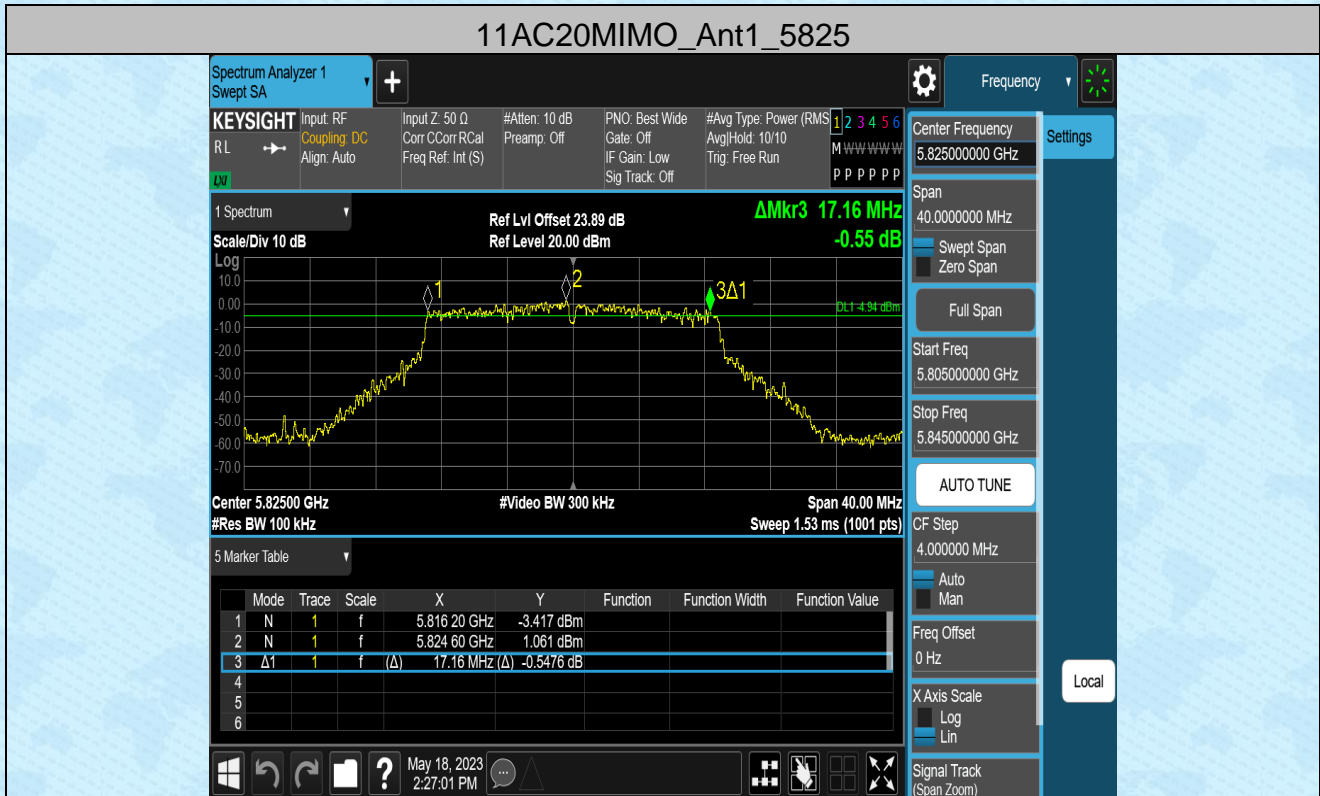 11AC20MIMO_Ant1_5825
Spectrum Analyzer 1
Swept SA
Frequency
KEYSIGHT
RL
LXI
Input: RF
Coupling: DC
Align: Auto
Input Z: 50 Ω
Corr CCorr RCal
Freq Ref: Int (S)
#Atten: 10 dB
Preamp: Off
PNO: Best Wide
Gate: Off
IF Gain: Low
Sig Track: Off
#Avg Type: Power (RMS
Avg|Hold: 10/10
Trig: Free Run
1 2 3 4 5 6
M W W W W W
P P P P P P
1 Spectrum
Scale/Div 10 dB
Log
Ref Lvl Offset 23.89 dB
Ref Level 20.00 dBm
ΔMkr3 17.16 MHz
-0.55 dB
10.0
0.00
-10.0
-20.0
-30.0
-40.0
-50.0
-60.0
-70.0
1
2
3Δ1
DL1 -4.94 dBm
Center 5.82500 GHz
#Video BW 300 kHz
Span 40.00 MHz
#Res BW 100 kHz
Sweep 1.53 ms (1001 pts)
5 Marker Table
Mode Trace Scale X Y Function Function Width Function Value
1 N 1 f 5.816 20 GHz -3.417 dBm
2 N 1 f 5.824 60 GHz 1.061 dBm
3 Δ1 1 f (Δ) 17.16 MHz (Δ) -0.5476 dB
4
5
6
May 18, 2023
2:27:01 PM
?
Center Frequency
5.825000000 GHz
Span
40.0000000 MHz
Swept Span
Zero Span
Full Span
Start Freq
5.805000000 GHz
Stop Freq
5.845000000 GHz
AUTO TUNE
CF Step
4.000000 MHz
Auto
Man
Freq Offset
0 Hz
X Axis Scale
Log
Lin
Signal Track
(Span Zoom)
Settings
Local